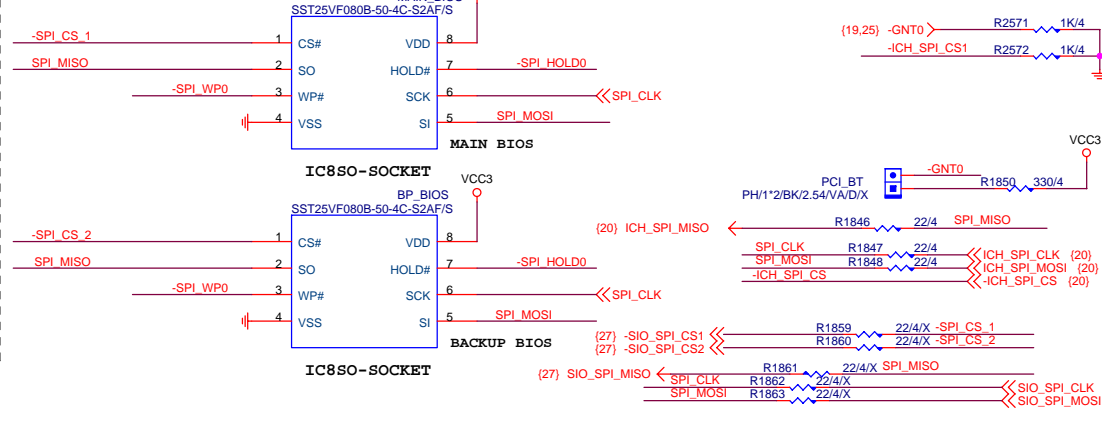 SST25VF080B-50-4C-S2AF/S
-SPI_CS_1 1 CS# VDD 8
SPI_MISO 2 SO HOLD# 7 -SPI_HOLD0
-SPI_WP0 3 WP# SCK 6 SPI_CLK
4 VSS SI 5 SPI_MOSI
MAIN BIOS
IC8SO-SOCKET
VCC3
BP_BIOS
SST25VF080B-50-4C-S2AF/S
-SPI_CS_2 1 CS# VDD 8
SPI_MISO 2 SO HOLD# 7 -SPI_HOLD0
-SPI_WP0 3 WP# SCK 6 SPI_CLK
4 VSS SI 5 SPI_MOSI
BACKUP BIOS
IC8SO-SOCKET
{19,25} -GNT0 R2571 1K/4
-ICH_SPI_CS1 R2572 1K/4
VCC3
-GNT0
PCI_BT R1850 330/4
PH/1*2/BK/2.54/VA/D/X
{20} ICH_SPI_MISO R1846 22/4 SPI_MISO
SPI_CLK R1847 22/4 ICH_SPI_CLK {20}
SPI_MOSI R1848 22/4 ICH_SPI_MOSI {20}
-ICH_SPI_CS -ICH_SPI_CS {20}
{27} -SIO_SPI_CS1 R1859 22/4/X -SPI_CS_1
{27} -SIO_SPI_CS2 R1860 22/4/X -SPI_CS_2
{27} SIO_SPI_MISO R1861 22/4/X SPI_MISO
SPI_CLK R1862 22/4/X SIO_SPI_CLK
SPI_MOSI R1863 22/4/X SIO_SPI_MOSI